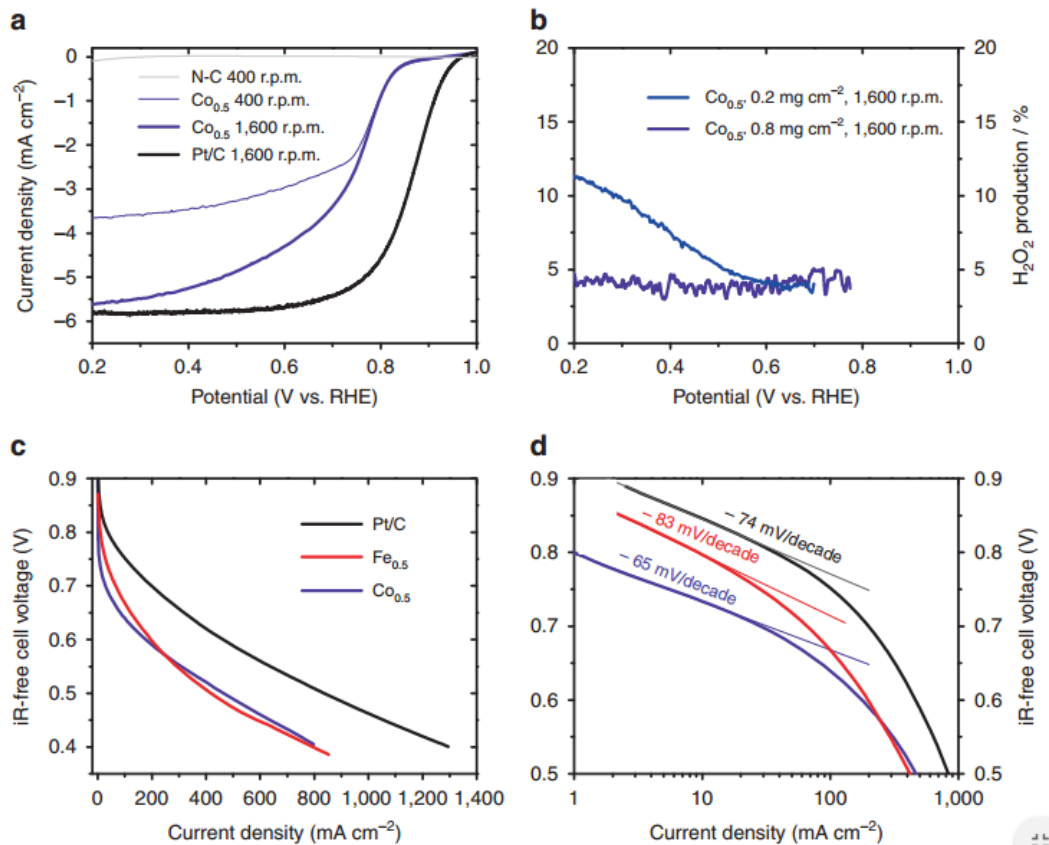 a
Current density (mA cm⁻²)
0
−1
−2
−3
−4
−5
−6
N-C 400 r.p.m.
Co₀.₅ 400 r.p.m.
Co₀.₅ 1,600 r.p.m.
Pt/C 1,600 r.p.m.
0.2 0.4 0.6 0.8 1.0
Potential (V vs. RHE)
b
20
15
10
5
0
Co₀.₅, 0.2 mg cm⁻², 1,600 r.p.m.
Co₀.₅, 0.8 mg cm⁻², 1,600 r.p.m.
20
15
10
5
0
H₂O₂ production / %
0.2 0.4 0.6 0.8 1.0
Potential (V vs. RHE)
c
iR-free cell voltage (V)
0.9
0.8
0.7
0.6
0.5
0.4
Pt/C
Fe₀.₅
Co₀.₅
0 200 400 600 800 1,000 1,200 1,400
Current density (mA cm⁻²)
d
0.9
0.8
0.7
0.6
0.5
− 74 mV/decade
− 83 mV/decade
− 65 mV/decade
0.9
0.8
0.7
0.6
0.5
iR-free cell voltage (V)
1 10 100 1,000
Current density (mA cm⁻²)